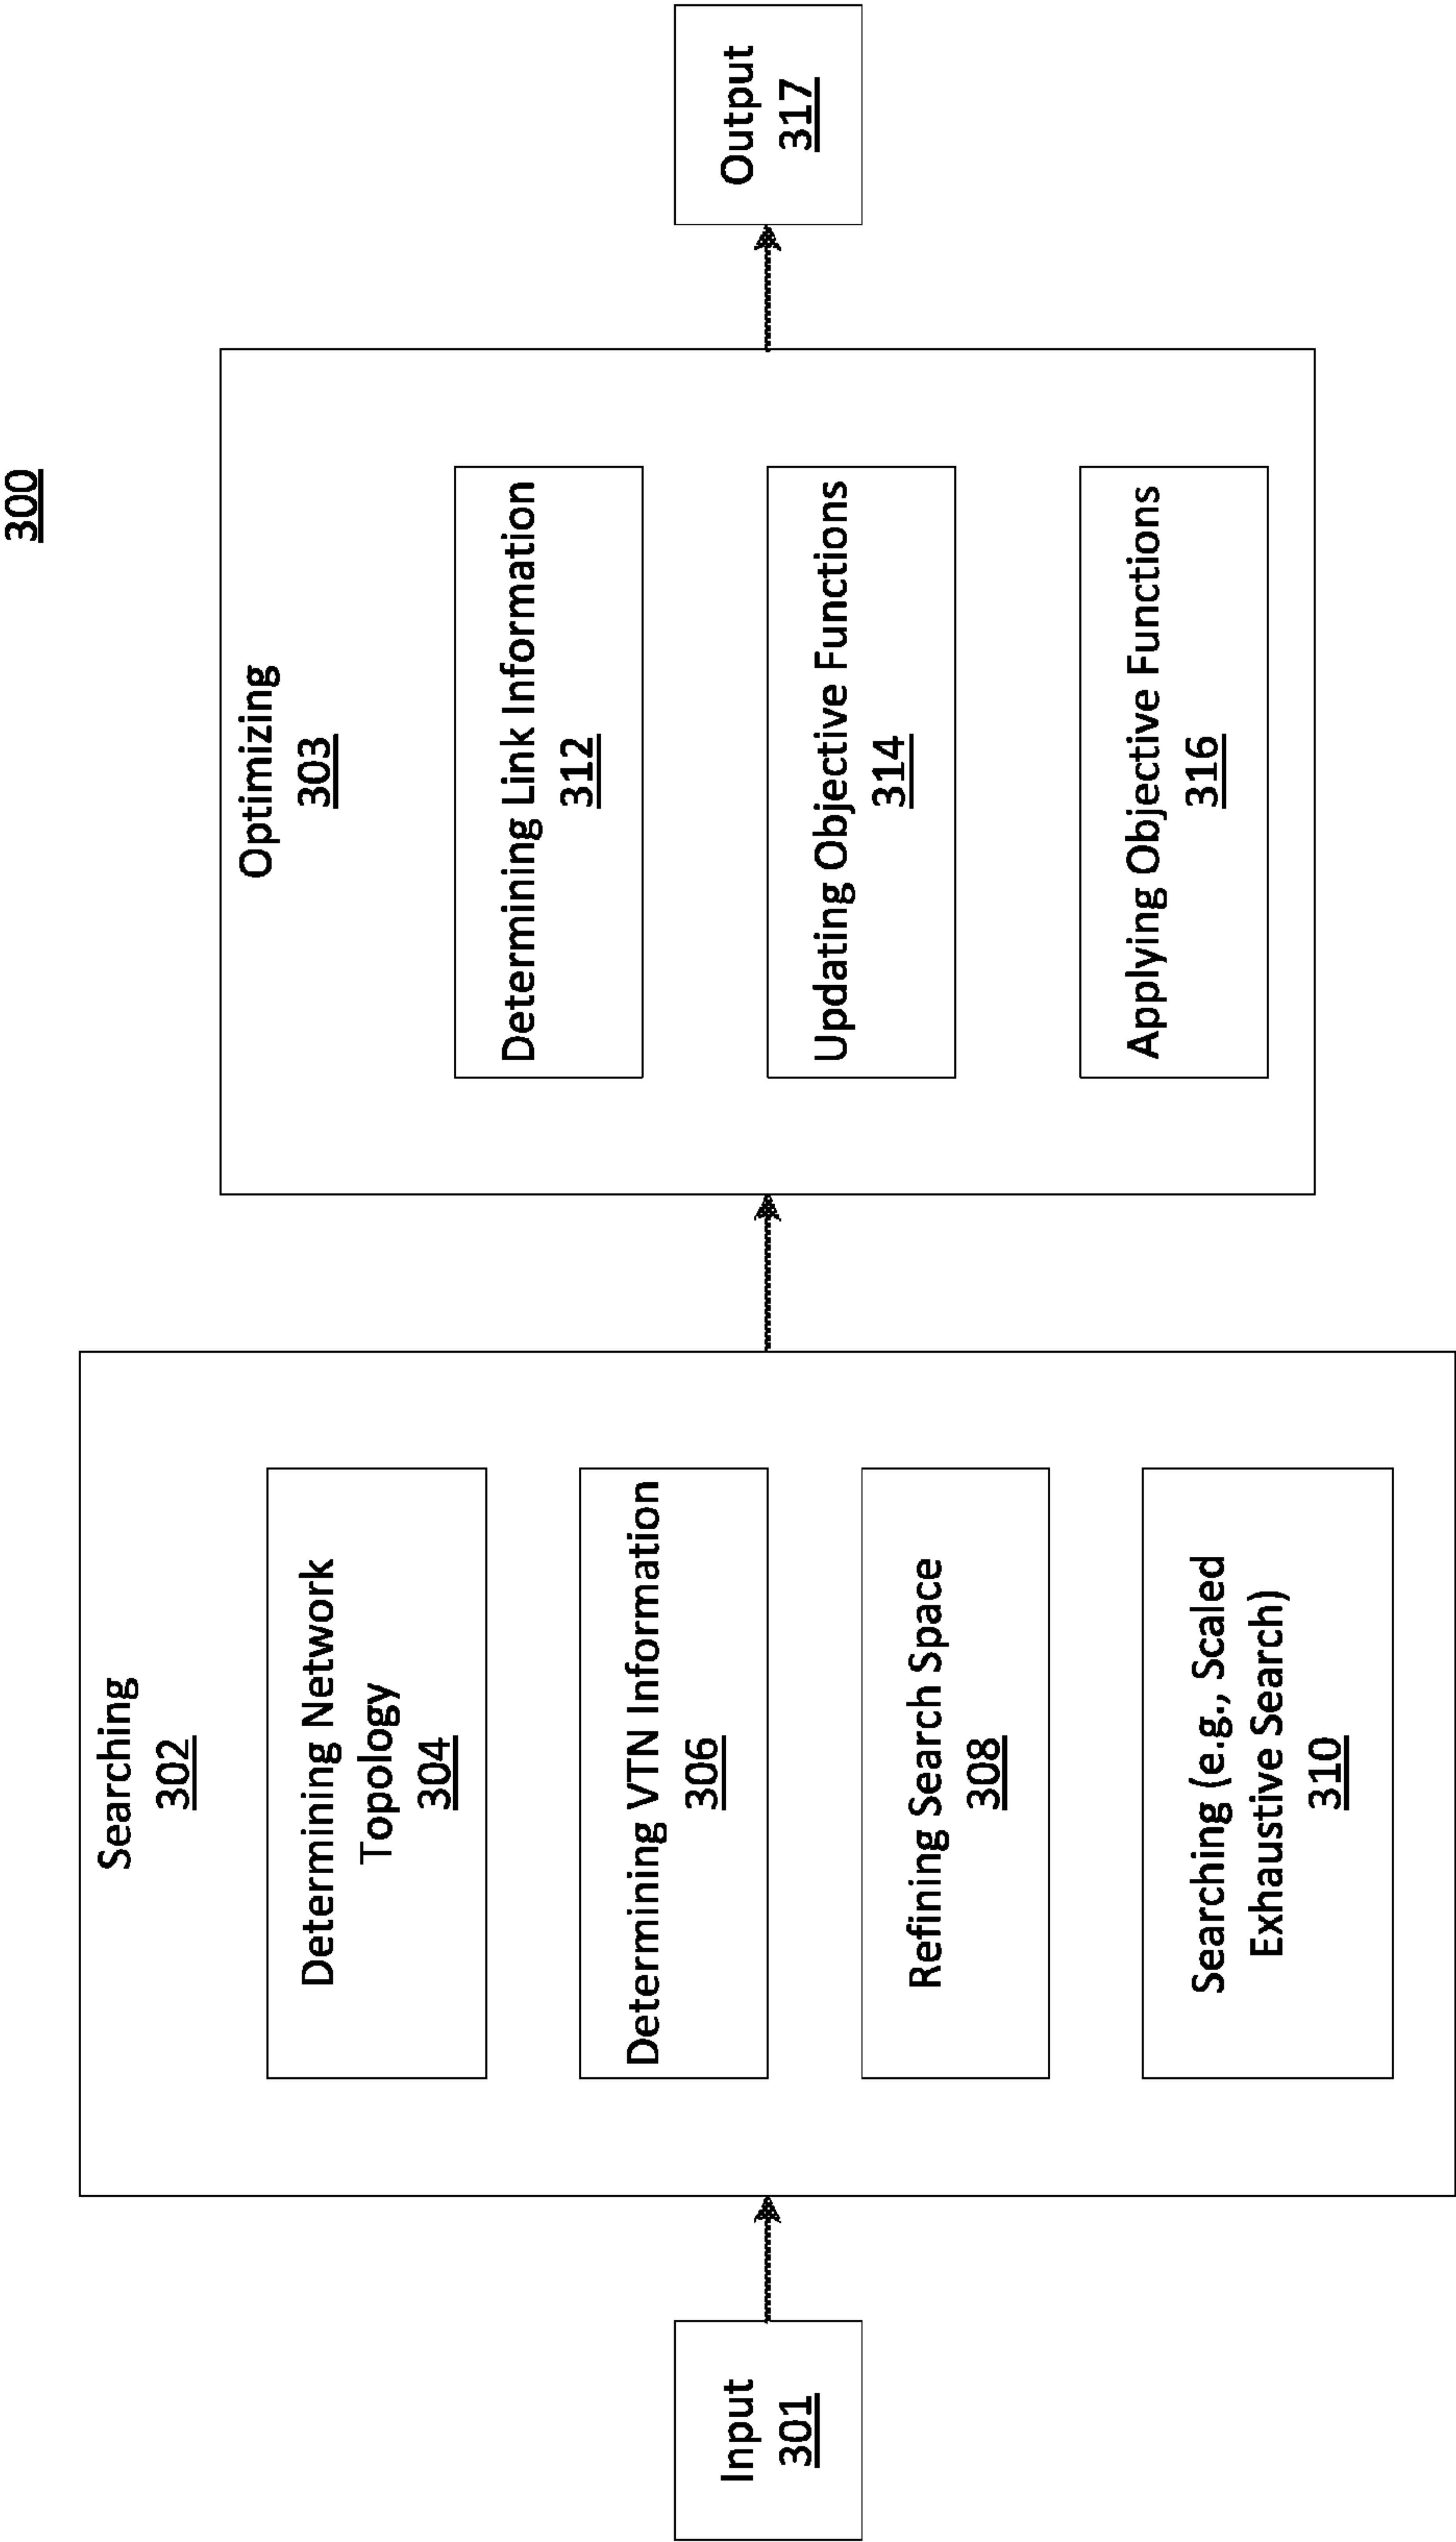 300
Input
301
Searching
302
Determining Network
Topology
304
Determining VTN Information
306
Refining Search Space
308
Searching (e.g., Scaled
Exhaustive Search)
310
Optimizing
303
Determining Link Information
312
Updating Objective Functions
314
Applying Objective Functions
316
Output
317